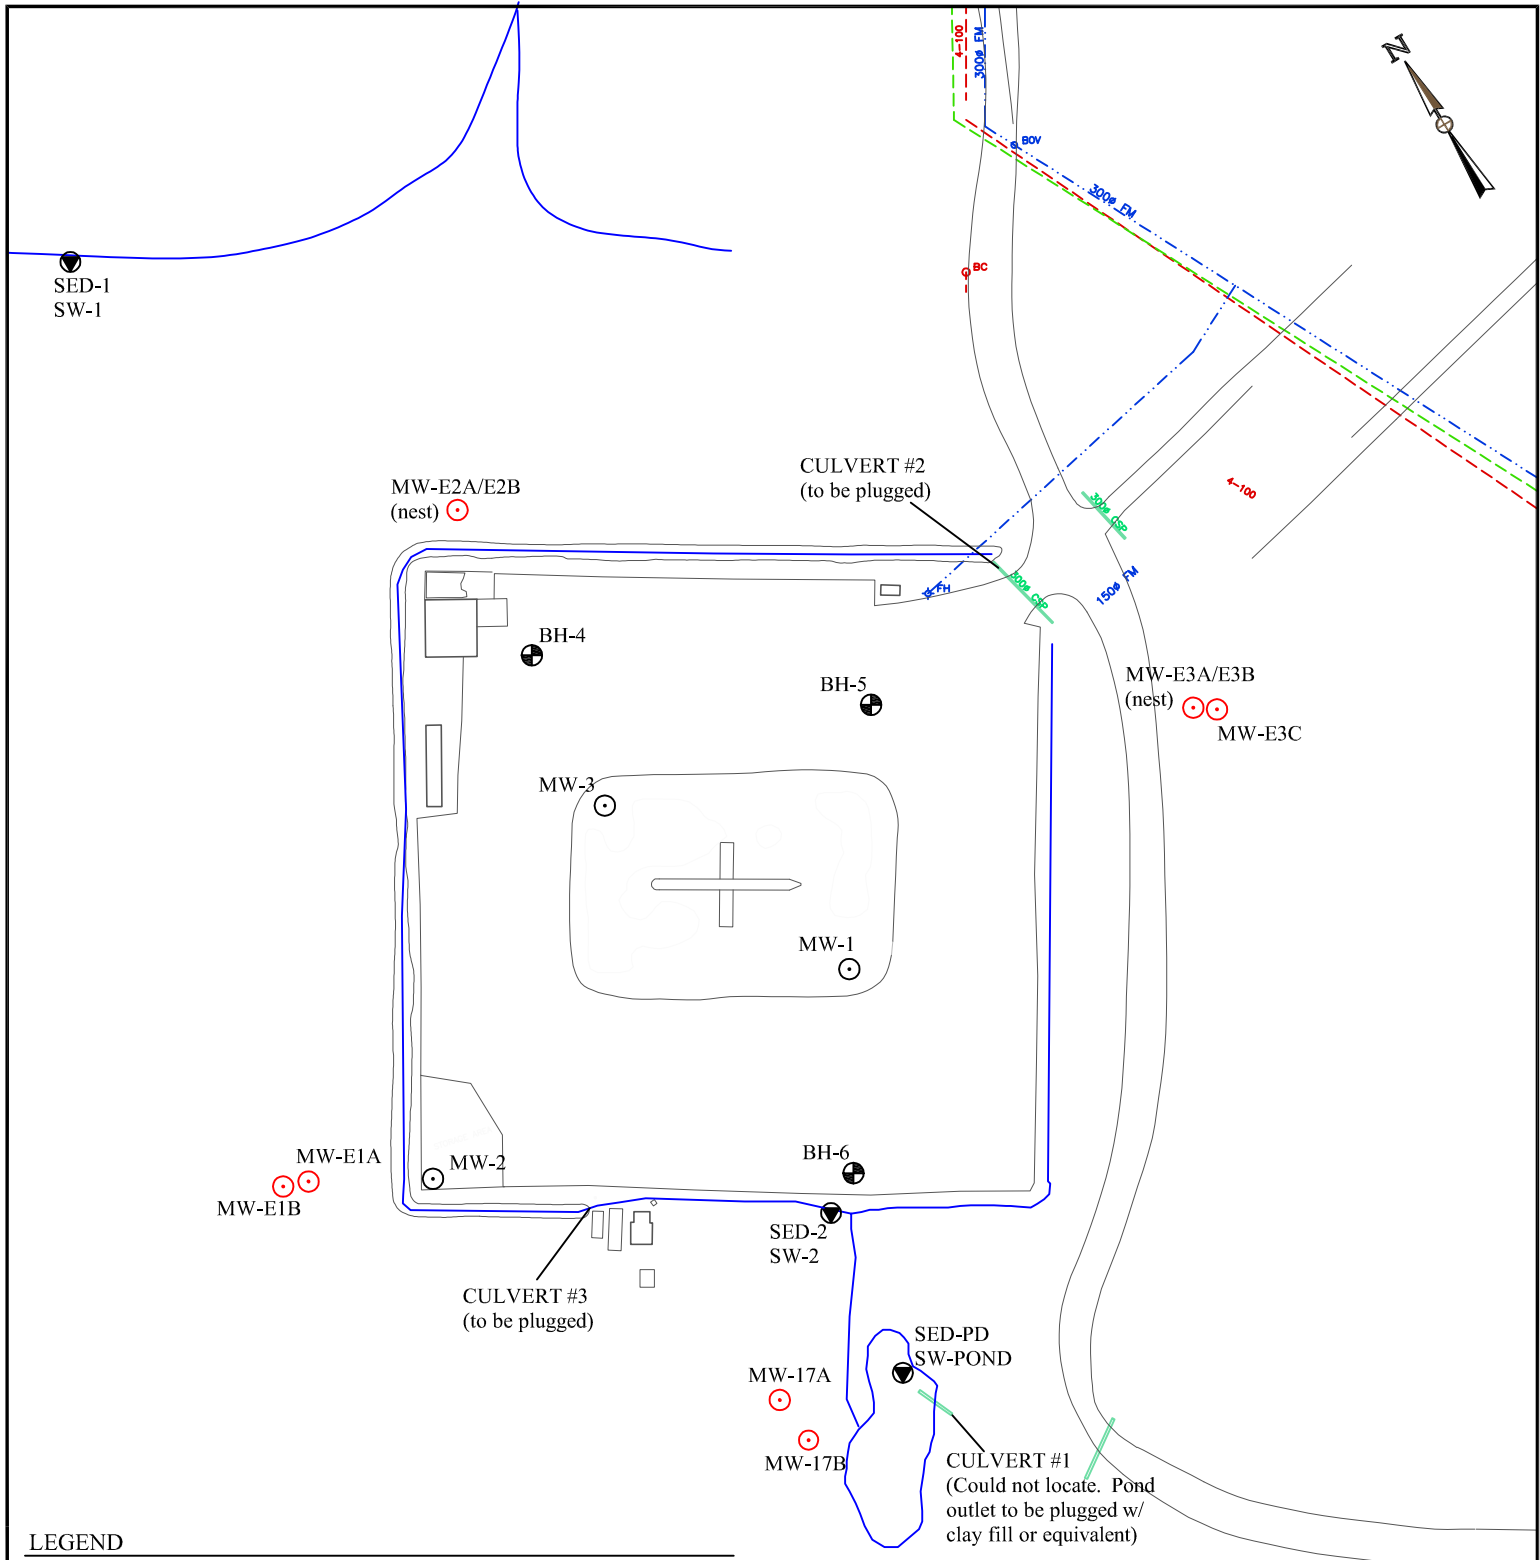 4-100
300ø FM
N
BOV
300ø FM
SED-1
SW-1
BC
CULVERT #2
(to be plugged)
MW-E2A/E2B
(nest)
4-100
300ø CSP
300ø CSP
150ø FM
FH
BH-4
BH-5
MW-E3A/E3B
(nest)
MW-E3C
MW-3
MW-1
MW-E1A
MW-E1B
MW-2
BH-6
SED-2
SW-2
CULVERT #3
(to be plugged)
SED-PD
SW-POND
MW-17A
MW-17B
CULVERT #1
(Could not locate. Pond
outlet to be plugged w/
clay fill or equivalent)
LEGEND